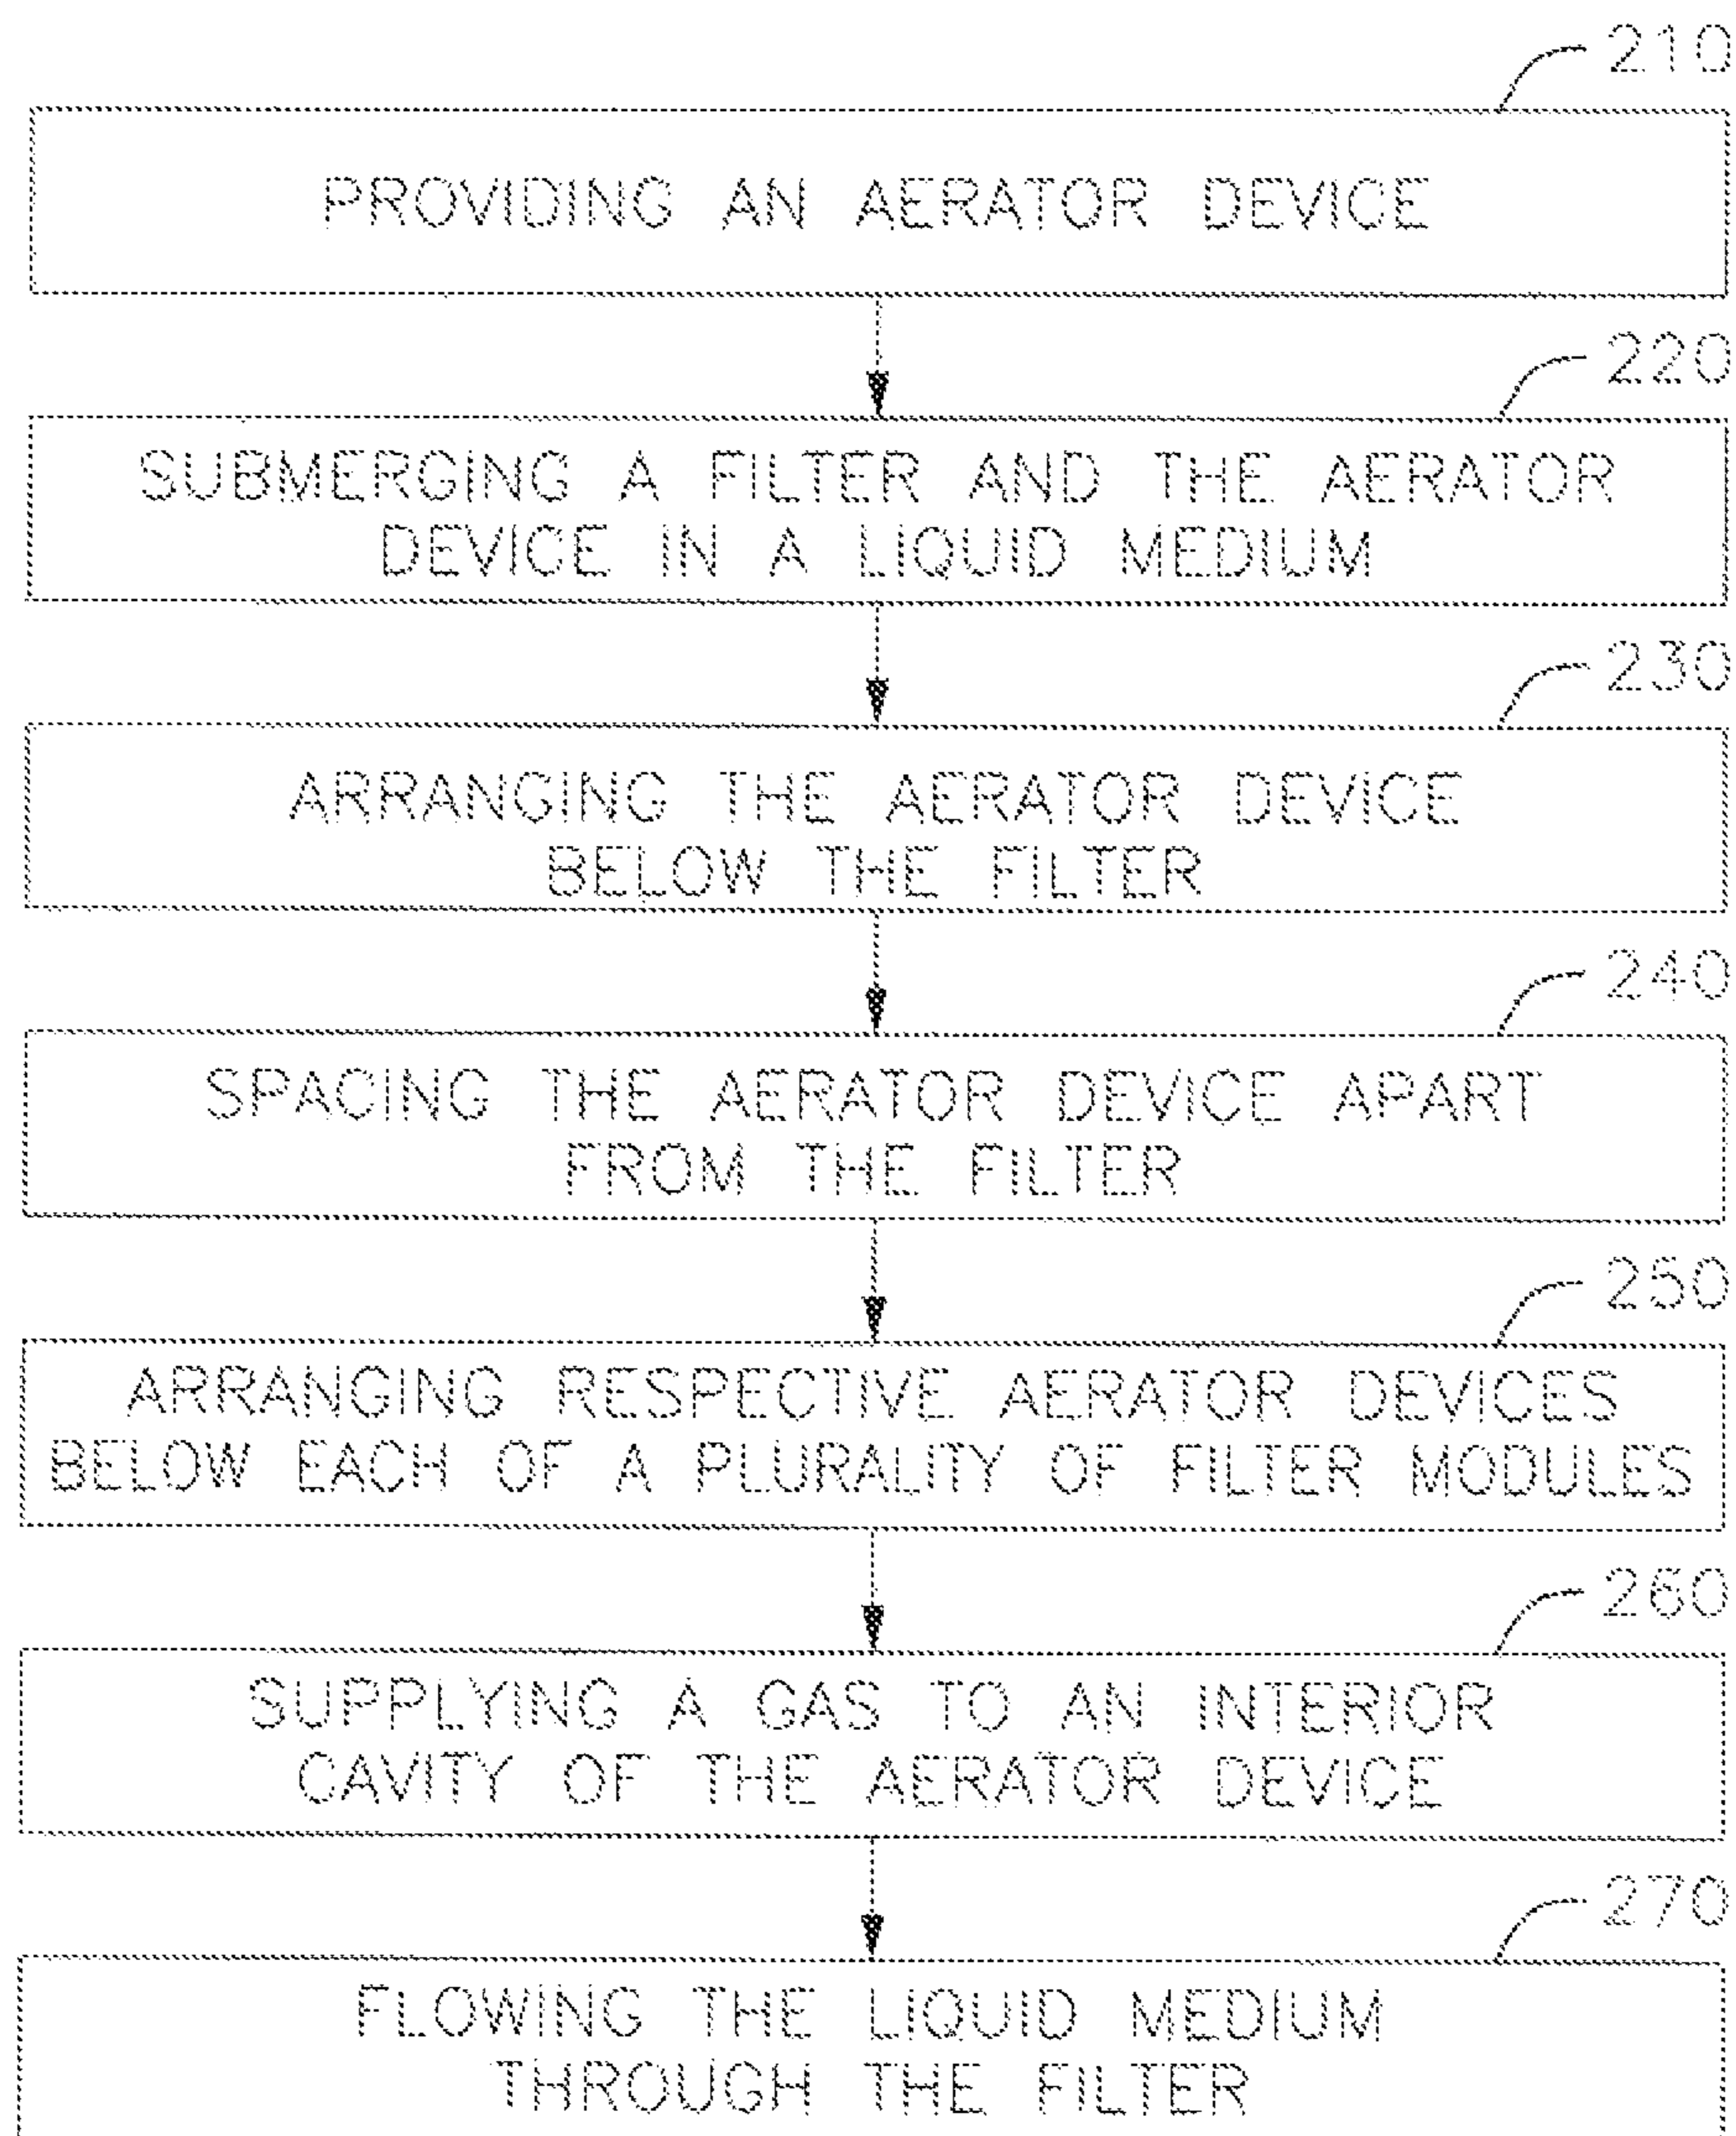 210
PROVIDING AN AERATOR DEVICE
220
SUBMERGING A FILTER AND THE AERATOR
DEVICE IN A LIQUID MEDIUM
230
ARRANGING THE AERATOR DEVICE
BELOW THE FILTER
240
SPACING THE AERATOR DEVICE APART
FROM THE FILTER
250
ARRANGING RESPECTIVE AERATOR DEVICES
BELOW EACH OF A PLURALITY OF FILTER MODULES
260
SUPPLYING A GAS TO AN INTERIOR
CAVITY OF THE AERATOR DEVICE
270
FLOWING THE LIQUID MEDIUM
THROUGH THE FILTER